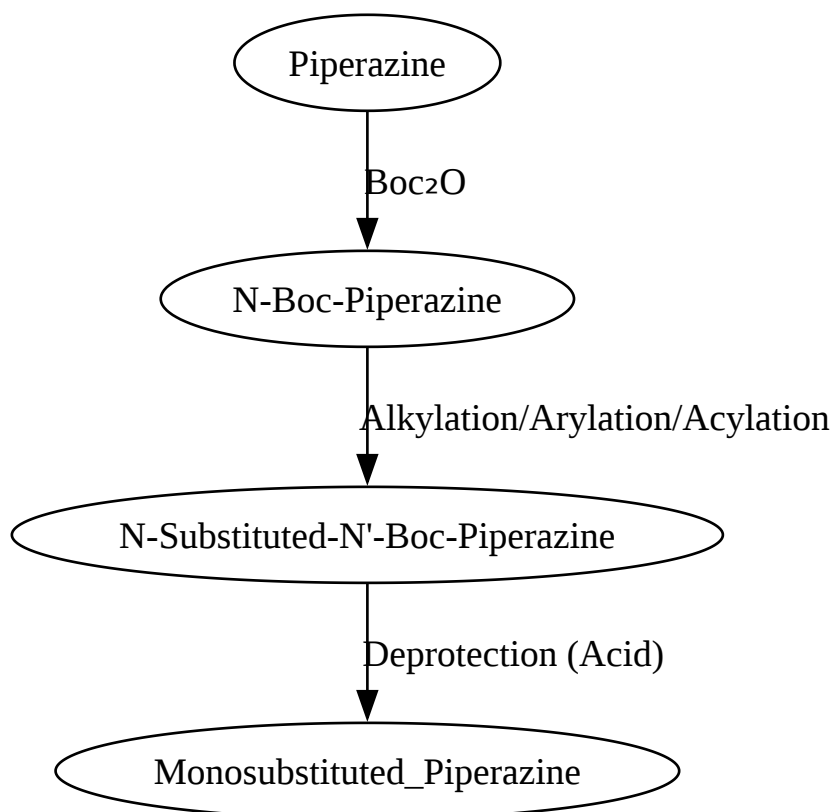 Piperazine
Boc₂O
N-Boc-Piperazine
Alkylation/Arylation/Acylation
N-Substituted-N'-Boc-Piperazine
Deprotection (Acid)
Monosubstituted_Piperazine